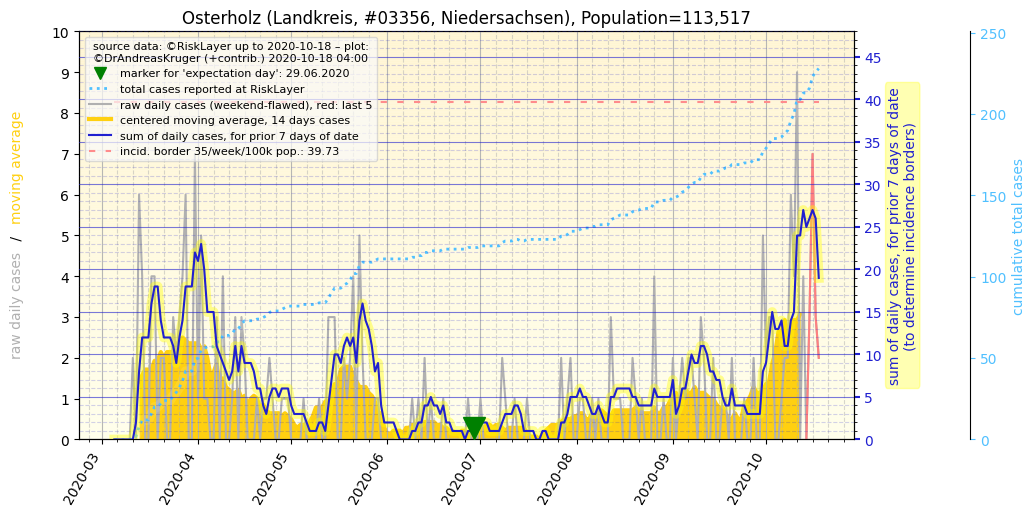 Osterholz (Landkreis, #03356, Niedersachsen), Population=113,517
source data: ©RiskLayer up to 2020-10-18 – plot:
©DrAndreasKruger (+contrib.) 2020-10-18 04:00
marker for 'expectation day': 29.06.2020
total cases reported at RiskLayer
raw daily cases (weekend-flawed), red: last 5
centered moving average, 14 days cases
sum of daily cases, for prior 7 days of date
incid. border 35/week/100k pop.: 39.73
raw daily cases / moving average
10
9
8
7
6
5
4
3
2
1
0
2020-03
2020-04
2020-05
2020-06
2020-07
2020-08
2020-09
2020-10
45
40
35
30
25
20
15
10
5
0
sum of daily cases, for prior 7 days of date
(to determine incidence borders)
250
200
150
100
50
0
cumulative total cases